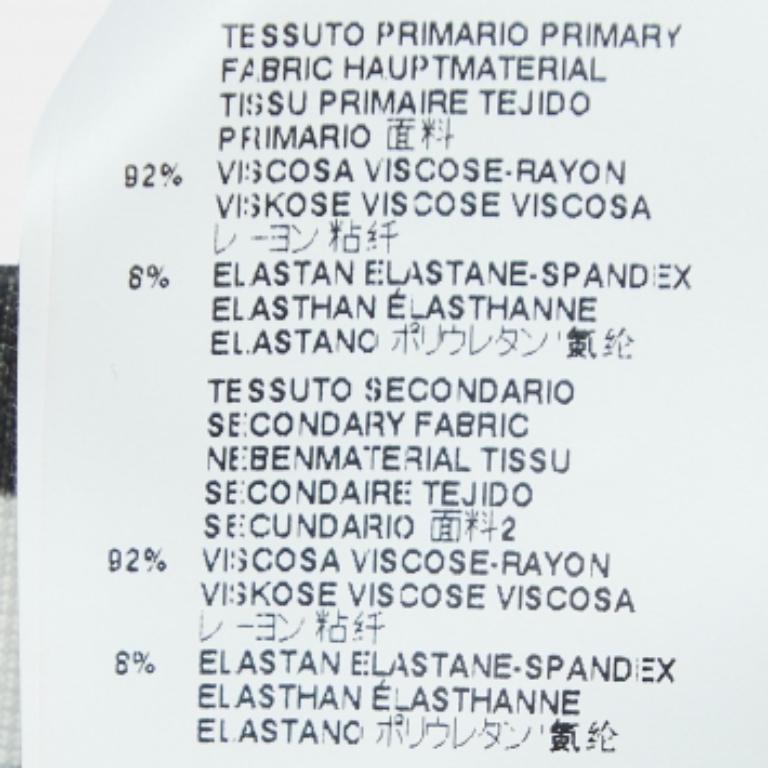 TESSUTO PRIMARIO PRIMARY
FABRIC HAUPTMATERIAL
TISSU PRIMAIRE TEJIDO
PRIMARIO 面料
92% VISCOSA VISCOSE-RAYON
VISKOSE VISCOSE VISCOSA
レーヨン 粘纤
8% ELASTAN ELASTANE-SPANDEX
ELASTHAN ÉLASTHANNE
ELASTANO ポリウレタン 氨纶
TESSUTO SECONDARIO
SECONDARY FABRIC
NEBENMATERIAL TISSU
SECONDAIRE TEJIDO
SECUNDARIO 面料2
92% VISCOSA VISCOSE-RAYON
VISKOSE VISCOSE VISCOSA
レーヨン 粘纤
8% ELASTAN ELASTANE-SPANDEX
ELASTHAN ÉLASTHANNE
ELASTANO ポリウレタン 氨纶